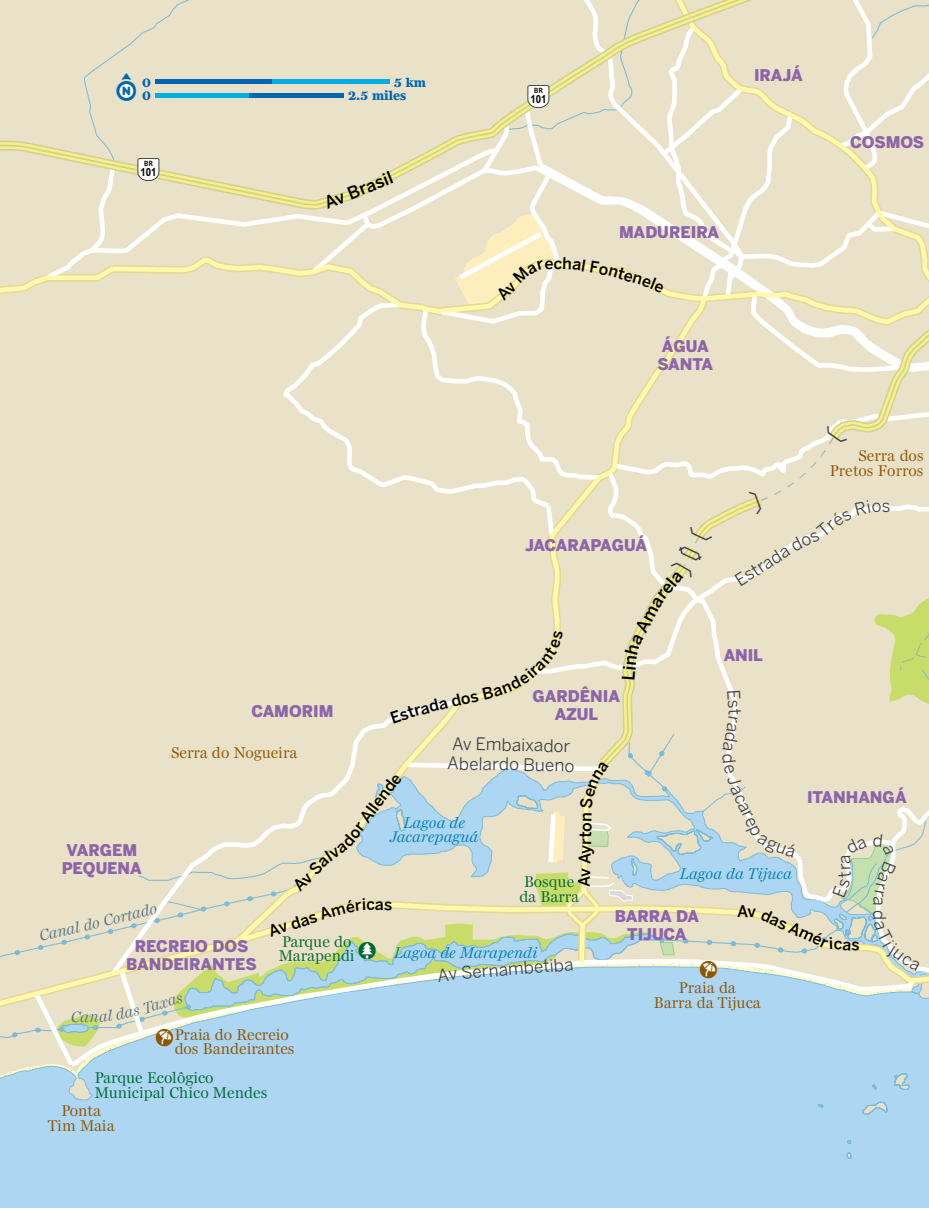 IRAJÁ
0 5 km
N
0 2.5 miles
BR
101
COSMOS
BR
101
Av Brasil
MADUREIRA
Av Marechal Fontenele
ÁGUA
SANTA
Serra dos
Pretos Forros
Estrada dos Três Rios
JACARAPAGUÁ
Linha Amarela
ANIL
Estrada dos Bandeirantes
GARDÊNIA
AZUL
CAMORIM
Estrada de Jacarepaguá
Serra do Nogueira
Av Embaixador
Abelardo Bueno
Av Salvador Allende
Av Ayrton Senna
ITANHANGÁ
Lagoa de
Jacarepaguá
VARGEM
PEQUENA
Estrada da Barra da Tijuca
Lagoa da Tijuca
Bosque
da Barra
Canal do Cortado
Av das Américas
BARRA DA
TIJUCA
Av das Américas
RECREIO DOS
BANDEIRANTES
Parque do
Marapendi
Lagoa de Marapendi
Av Sernambetiba
Praia da
Barra da Tijuca
Canal das Taxas
Praia do Recreio
dos Bandeirantes
Parque Ecolôgico
Municipal Chico Mendes
Ponta
Tim Maia